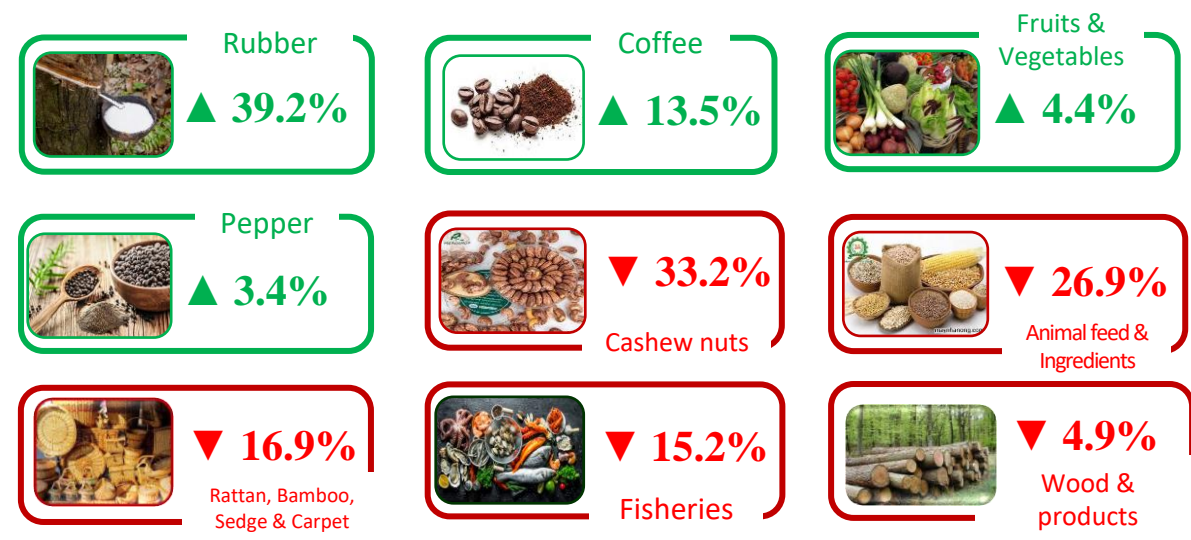 Rubber
▲ 39.2%
Coffee
▲ 13.5%
Fruits &
Vegetables
▲ 4.4%
Pepper
▲ 3.4%
▼ 33.2%
Cashew nuts
▼ 26.9%
Animal feed &
Ingredients
▼ 16.9%
Rattan, Bamboo,
Sedge & Carpet
▼ 15.2%
Fisheries
▼ 4.9%
Wood &
products